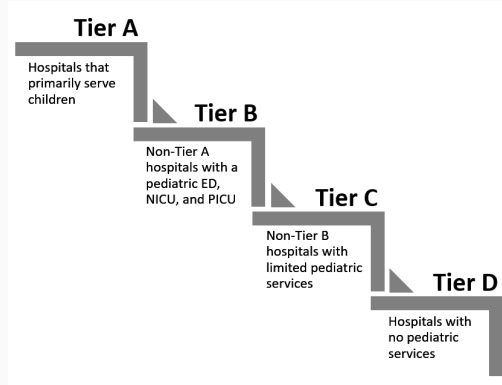 Tier A
Hospitals that
primarily serve
children
Tier B
Non-Tier A
hospitals with a
pediatric ED,
NICU, and PICU
Tier C
Non-Tier B
hospitals with
limited pediatric
services
Tier D
Hospitals with
no pediatric
services